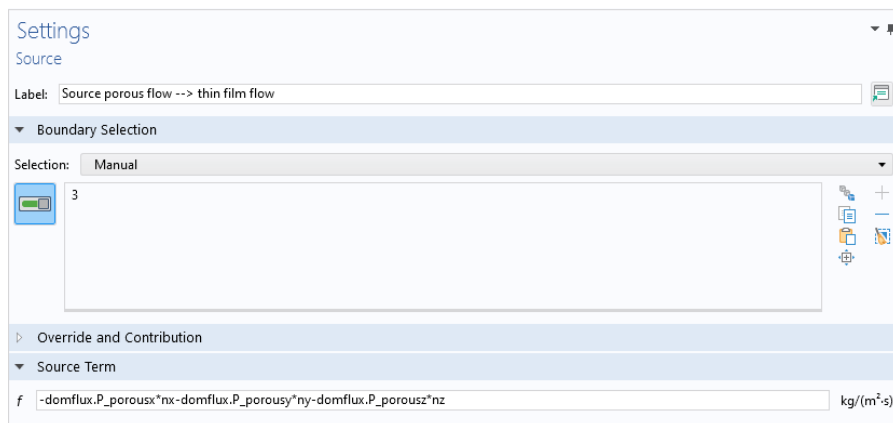 Settings
Source
Label: Source porous flow --> thin film flow
Boundary Selection
Selection: Manual
3
Override and Contribution
Source Term
f -domflux.P_porousx*nx-domflux.P_porousy*ny-domflux.P_porousz*nz kg/(m²·s)